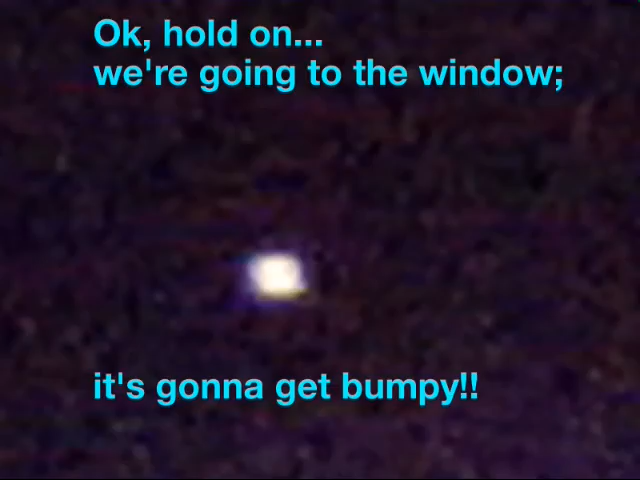 Ok, hold on...
we're going to the window;
it's gonna get bumpy!!